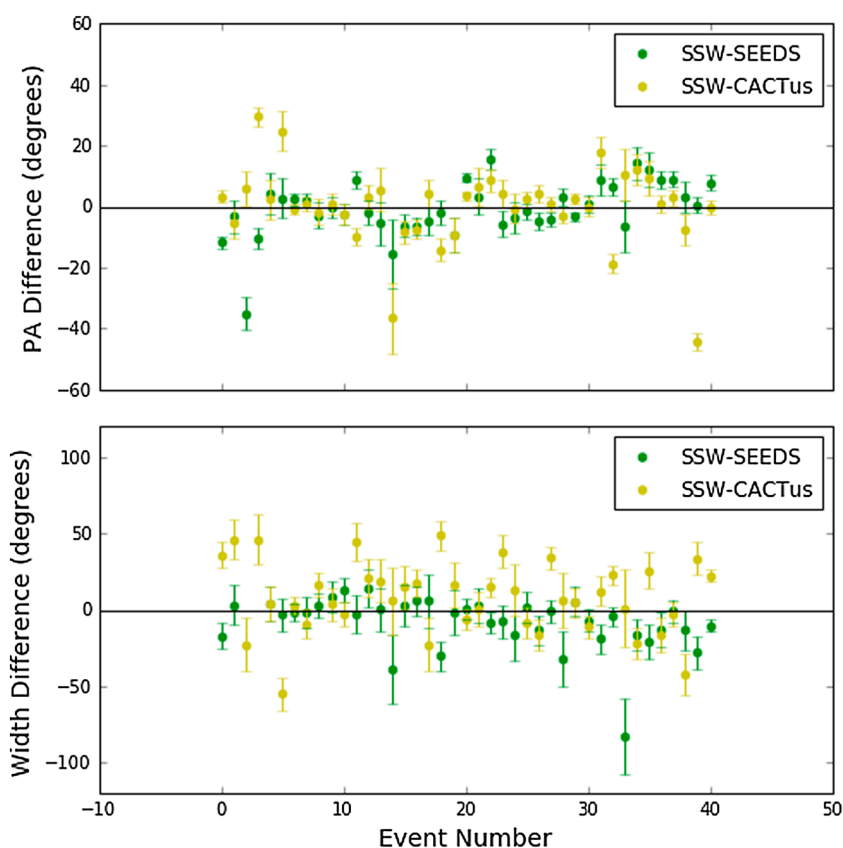 60
40
20
0
−20
−40
−60
PA Difference (degrees)
SSW-SEEDS
SSW-CACTus
100
50
0
−50
−100
Width Difference (degrees)
SSW-SEEDS
SSW-CACTus
−10 0 10 20 30 40 50
Event Number